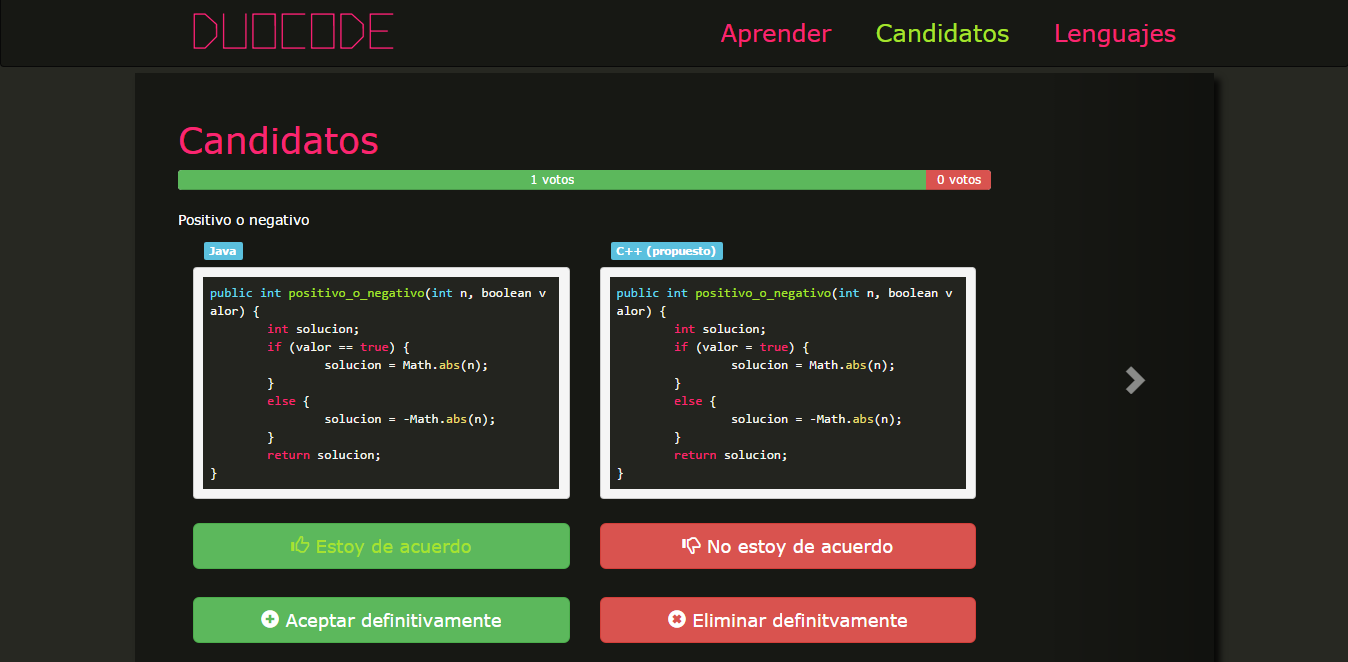 DUOCODE
Aprender
Candidatos
Lenguajes
Candidatos
1 votos
0 votos
Positivo o negativo
Java
public int positivo_o_negativo(int n, boolean v
alor) {
int solucion;
if (valor == true) {
solucion = Math.abs(n);
}
else {
solucion = -Math.abs(n);
}
return solucion;
}
C++ (propuesto)
public int positivo_o_negativo(int n, boolean v
alor) {
int solucion;
if (valor = true) {
solucion = Math.abs(n);
}
else {
solucion = -Math.abs(n);
}
return solucion;
}
Estoy de acuerdo
No estoy de acuerdo
Aceptar definitivamente
Eliminar definitvamente